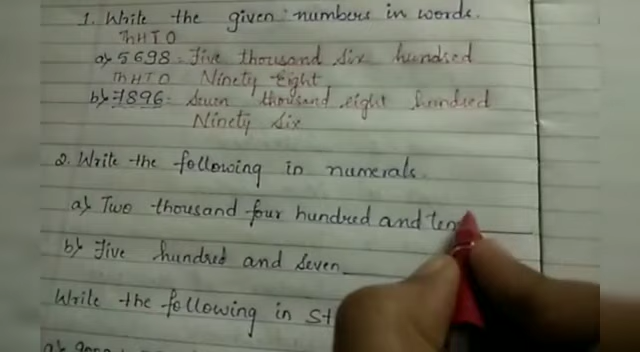 1. Write the given numbers in words.
Th H T O
a) 5698 : Five thousand six hundred
Th H T O Ninety Eight
b) 7896 : Seven thousand eight hundred
Ninety Six
2. Write the following in numerals.
a) Two thousand four hundred and ten
b) Five hundred and seven
Write the following in St
a)